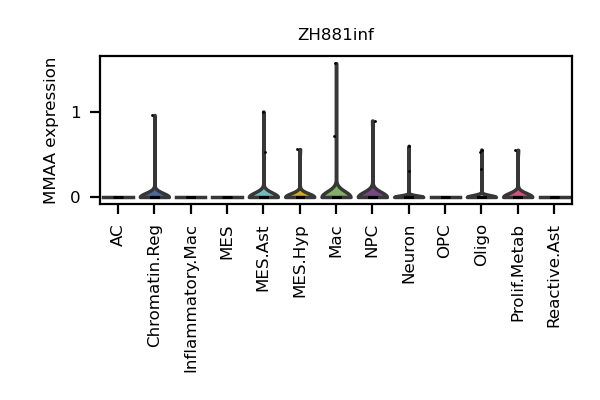 ZH881inf
MMAA expression
1
0
AC
Chromatin.Reg
Inflammatory.Mac
MES
MES.Ast
MES.Hyp
Mac
NPC
Neuron
OPC
Oligo
Prolif.Metab
Reactive.Ast